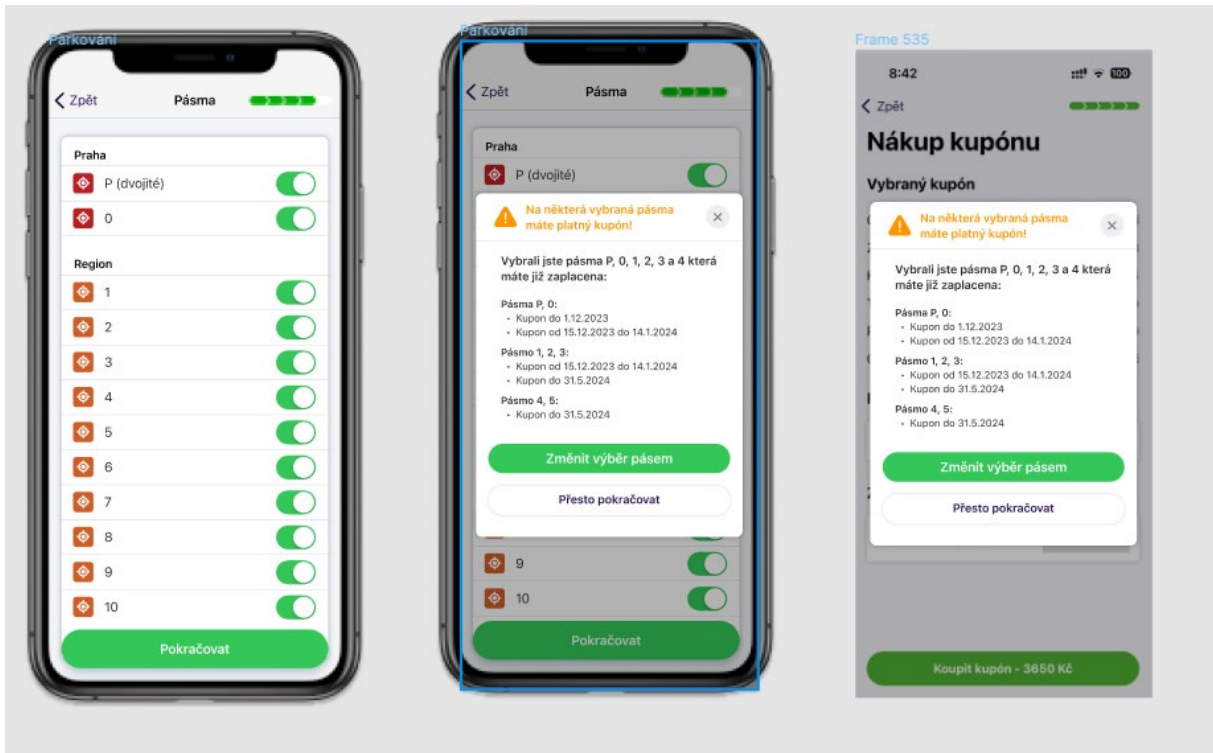 Parkování
Zpět
Pásma
Praha
P (dvojité)
0
Region
1
2
3
4
5
6
7
8
9
10
Pokračovat
Parkování
Zpět
Pásma
Praha
P (dvojité)
Na některá vybraná pásma
máte platný kupón!
Vybrali jste pásma P, 0, 1, 2, 3 a 4 která
máte již zaplacena:
Pásma P, 0:
• Kupon do 1.12.2023
• Kupon od 15.12.2023 do 14.1.2024
Pásmo 1, 2, 3:
• Kupon od 15.12.2023 do 14.1.2024
• Kupon do 31.5.2024
Pásmo 4, 5:
• Kupon do 31.5.2024
Změnit výběr pásem
Přesto pokračovat
9
10
Pokračovat
Frame 535
8:42
100
Zpět
Nákup kupónu
Vybraný kupón
Na některá vybraná pásma
máte platný kupón!
Vybrali jste pásma P, 0, 1, 2, 3 a 4 která
máte již zaplacena:
Pásma P, 0:
• Kupon do 1.12.2023
• Kupon od 15.12.2023 do 14.1.2024
Pásmo 1, 2, 3:
• Kupon od 15.12.2023 do 14.1.2024
• Kupon do 31.5.2024
Pásmo 4, 5:
• Kupon do 31.5.2024
Změnit výběr pásem
Přesto pokračovat
Koupit kupón - 3650 Kč